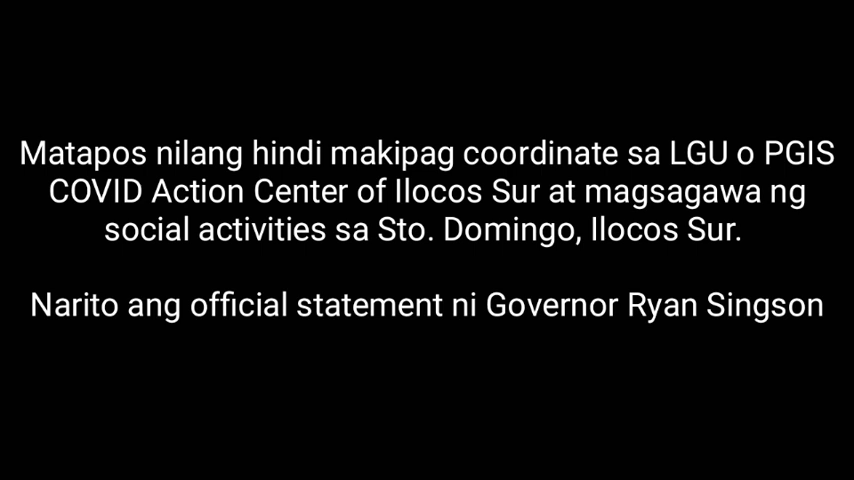 Matapos nilang hindi makipag coordinate sa LGU o PGIS
COVID Action Center of Ilocos Sur at magsagawa ng
social activities sa Sto. Domingo, Ilocos Sur.
Narito ang official statement ni Governor Ryan Singson